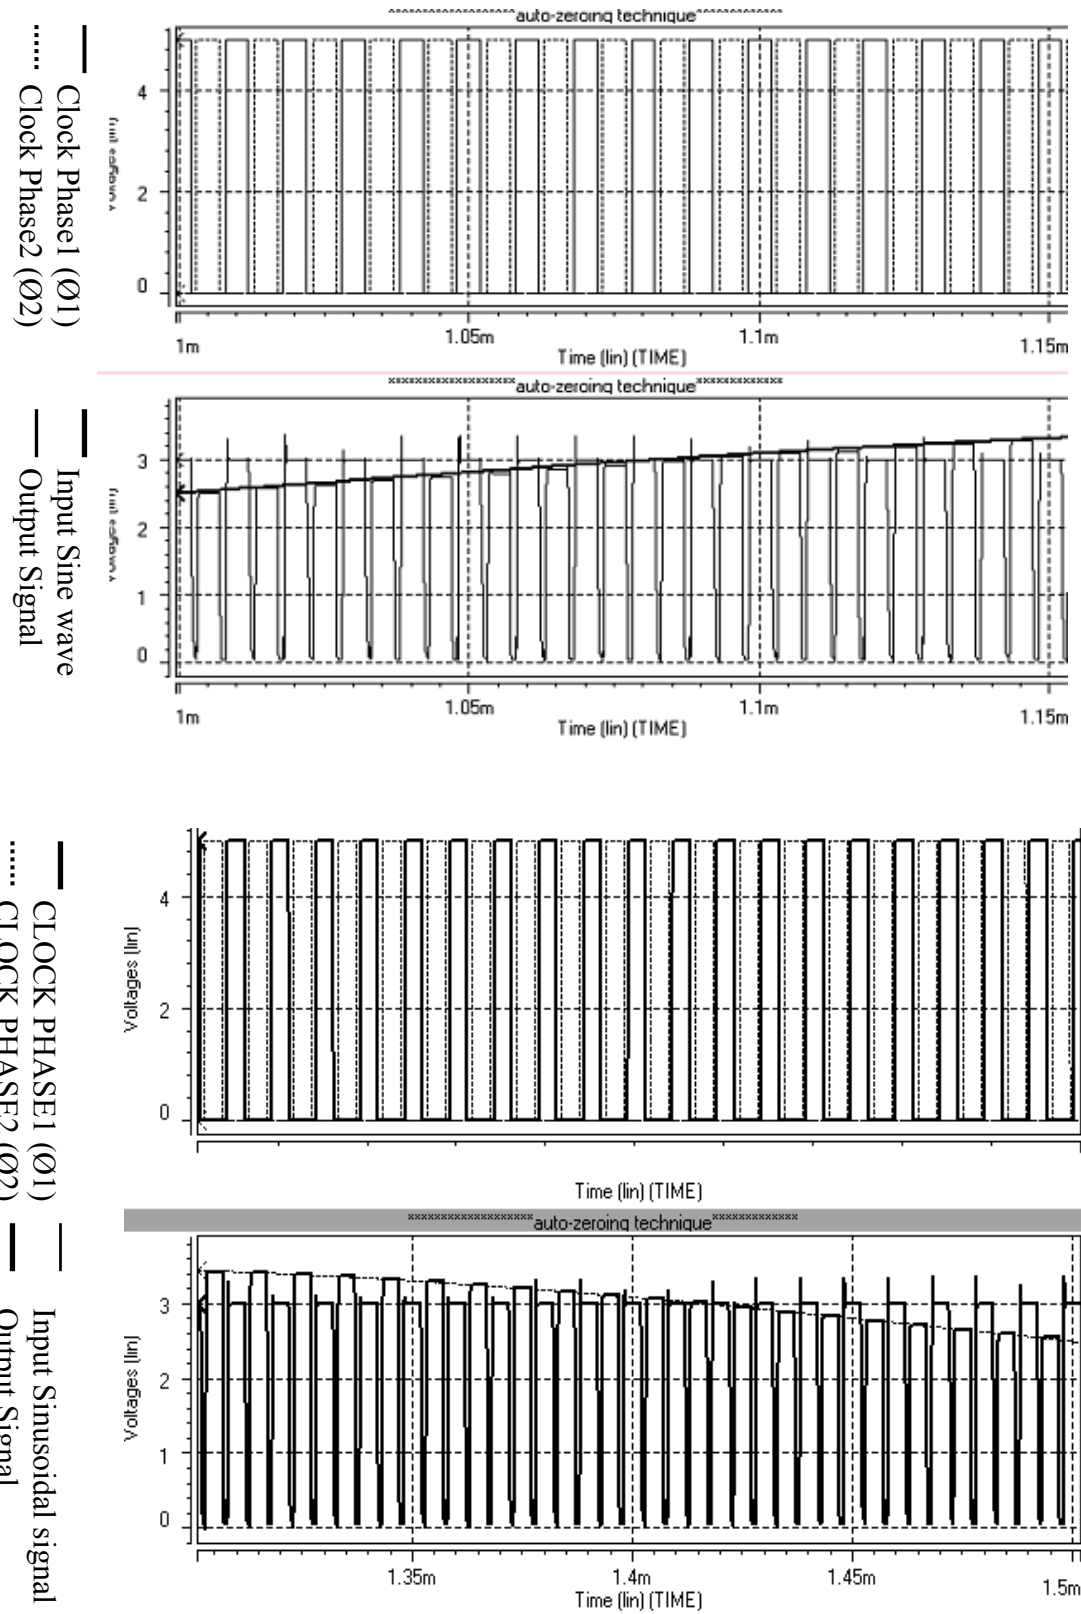 ******************auto-zeroing technique*************
Clock Phase1 (Ø1)
Clock Phase2 (Ø2)
4
2
0
1m
1.05m
1.1m
1.15m
Time (lin) (TIME)
******************auto-zeroing technique*************
Input Sine wave
Output Signal
3
2
1
0
1m
1.05m
1.1m
1.15m
Time (lin) (TIME)
CLOCK PHASE1 (Ø1)
CLOCK PHASE2 (Ø2)
Voltages (lin)
4
2
0
Time (lin) (TIME)
******************auto-zeroing technique*************
Input Sinusoidal signal
Output Signal
Voltages (lin)
3
2
1
0
1.35m
1.4m
1.45m
1.5m
Time (lin) (TIME)